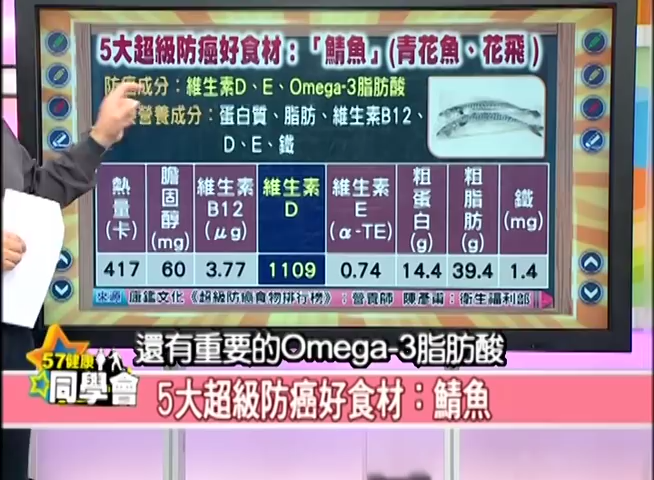 5大超級防癌好食材：「鯖魚」(青花魚、花飛)
防癌成分：維生素D、E、Omega-3脂肪酸
營養成分：蛋白質、脂肪、維生素B12、
D、E、鐵
熱量(卡) 膽固醇(mg) 維生素B12(μg) 維生素D 維生素E(α-TE) 粗蛋白(g) 粗脂肪(g) 鐵(mg)
417 60 3.77 1109 0.74 14.4 39.4 1.4
來源 康鑑文化《超級防癌食物排行榜》；營養師 陳彥甫；衛生福利部
還有重要的Omega-3脂肪酸
57健康
同學會
5大超級防癌好食材：鯖魚